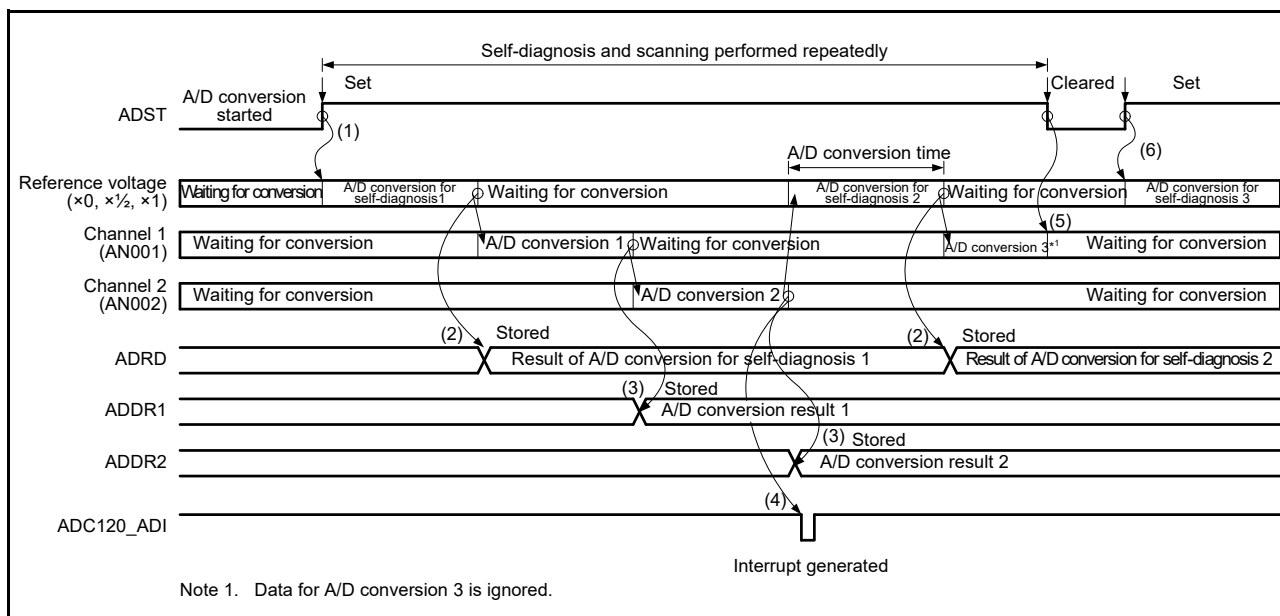 Self-diagnosis and scanning performed repeatedly
A/D conversion
started
Set
Cleared
Set
ADST
(1)
A/D conversion time
(6)
Reference voltage
(×0, ×½, ×1)
Waiting for conversion
A/D conversion for
self-diagnosis1
Waiting for conversion
A/D conversion for
self-diagnosis 2
Waiting for conversion
A/D conversion for
self-diagnosis 3
(5)
Channel 1
(AN001)
Waiting for conversion
A/D conversion 1
Waiting for conversion
A/D conversion 3*1
Waiting for conversion
Channel 2
(AN002)
Waiting for conversion
A/D conversion 2
Waiting for conversion
(2)
Stored
(2)
Stored
ADRD
Result of A/D conversion for self-diagnosis 1
Result of A/D conversion for self-diagnosis 2
(3)
Stored
ADDR1
A/D conversion result 1
(3)
Stored
ADDR2
A/D conversion result 2
(4)
ADC120_ADI
Interrupt generated
Note 1. Data for A/D conversion 3 is ignored.